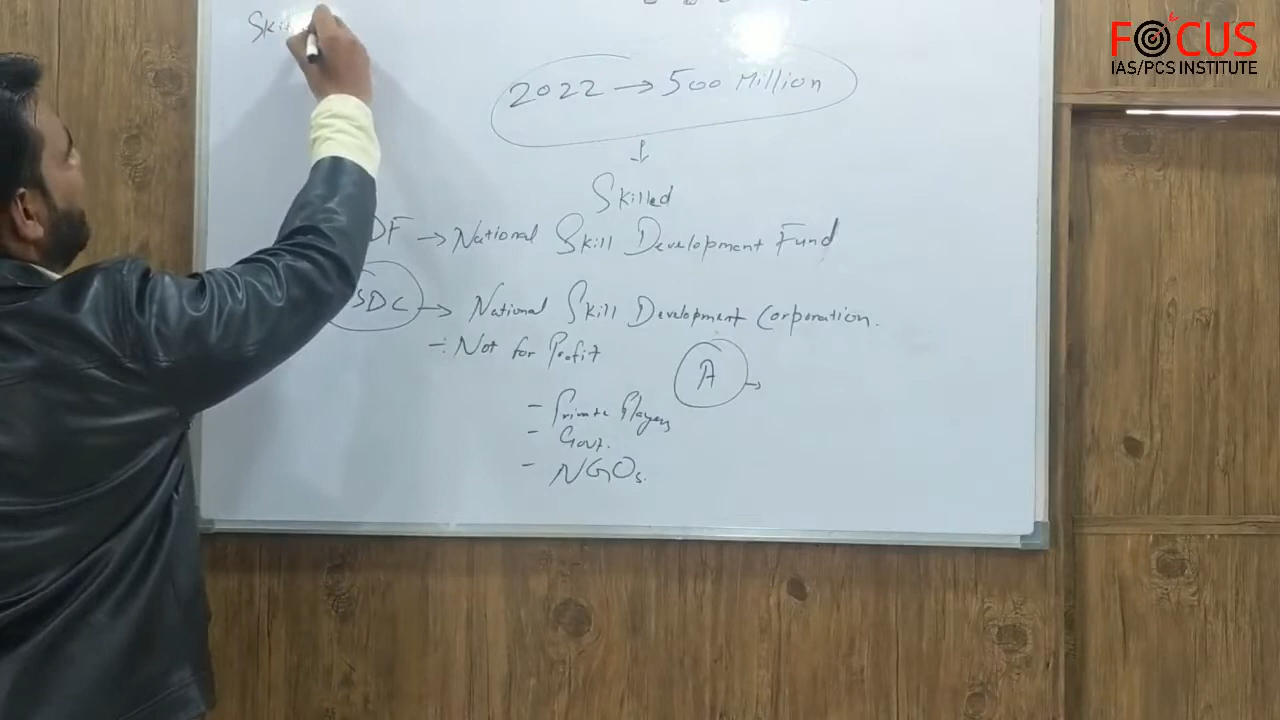 FOCUS
IAS/PCS INSTITUTE
Ski
2022 → 500 Million
↓
Skilled
DF → National Skill Development Fund
SDC → National Skill Development Corporation.
-: Not for Profit
A →
- Private Players
- Govt.
- NGOs.